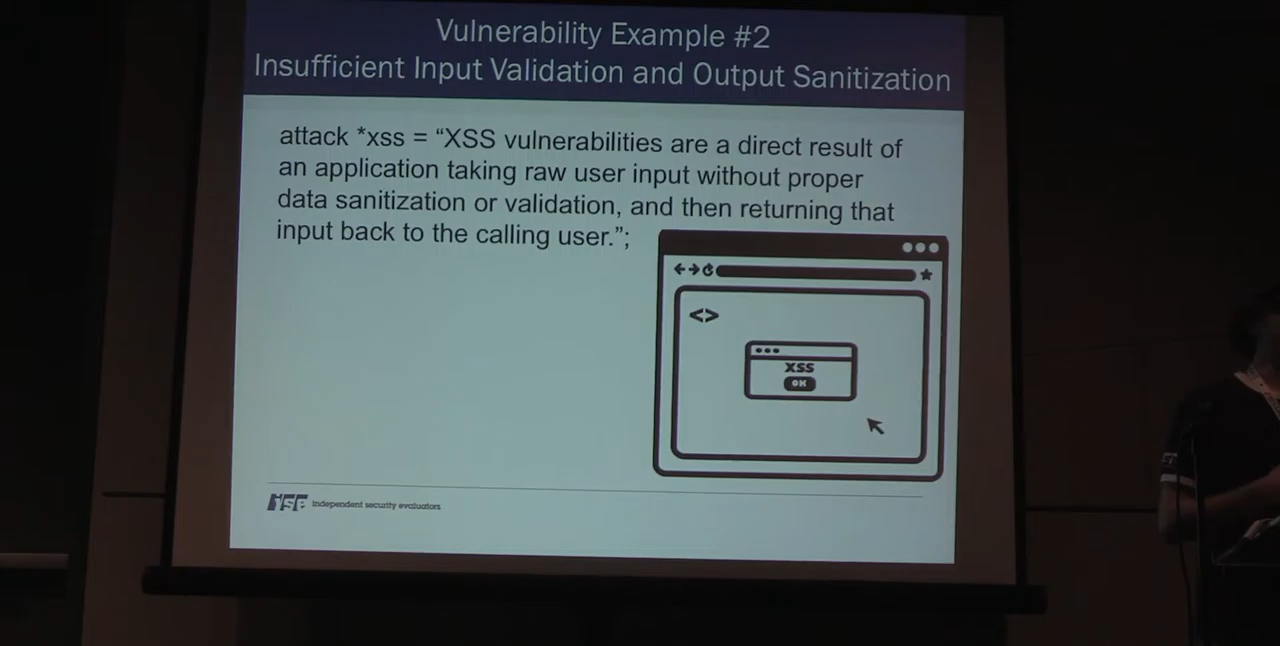 Vulnerability Example #2
Insufficient Input Validation and Output Sanitization
attack *xss = “XSS vulnerabilities are a direct result of
an application taking raw user input without proper
data sanitization or validation, and then returning that
input back to the calling user.”;
<>
XSS
OK
ise independent security evaluators